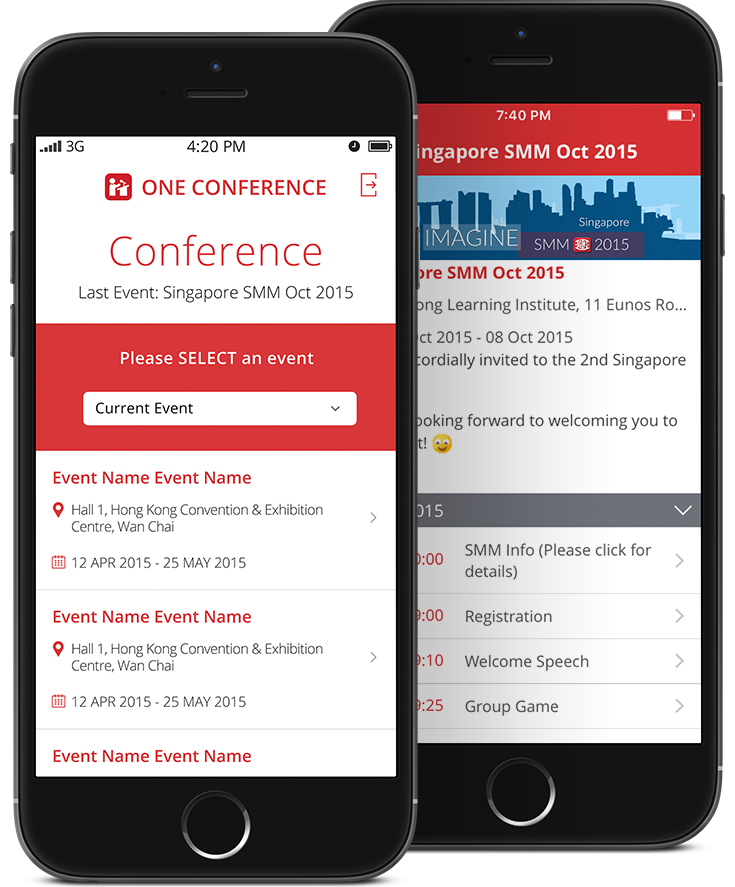 3G
4:20 PM
ONE CONFERENCE
Conference
Last Event: Singapore SMM Oct 2015
Please SELECT an event
Current Event
Event Name Event Name
Hall 1, Hong Kong Convention & Exhibition
Centre, Wan Chai
12 APR 2015 - 25 MAY 2015
Event Name Event Name
Hall 1, Hong Kong Convention & Exhibition
Centre, Wan Chai
12 APR 2015 - 25 MAY 2015
Event Name Event Name
7:40 PM
ingapore SMM Oct 2015
IMAGINE
Singapore
SMM 2015
ore SMM Oct 2015
ong Learning Institute, 11 Eunos Ro...
ct 2015 - 08 Oct 2015
cordially invited to the 2nd Singapore
ooking forward to welcoming you to
t!
015
0:00 SMM Info (Please click for
details)
9:00 Registration
9:10 Welcome Speech
9:25 Group Game